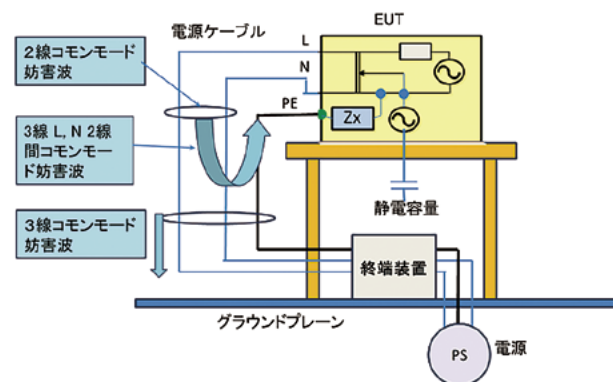 電源ケーブル
EUT
L
N
PE
Zx
2線コモンモード
妨害波
3線 L, N 2線
間コモンモー
ド妨害波
3線コモンモード
妨害波
静電容量
終端装置
グラウンドプレーン
PS
電源